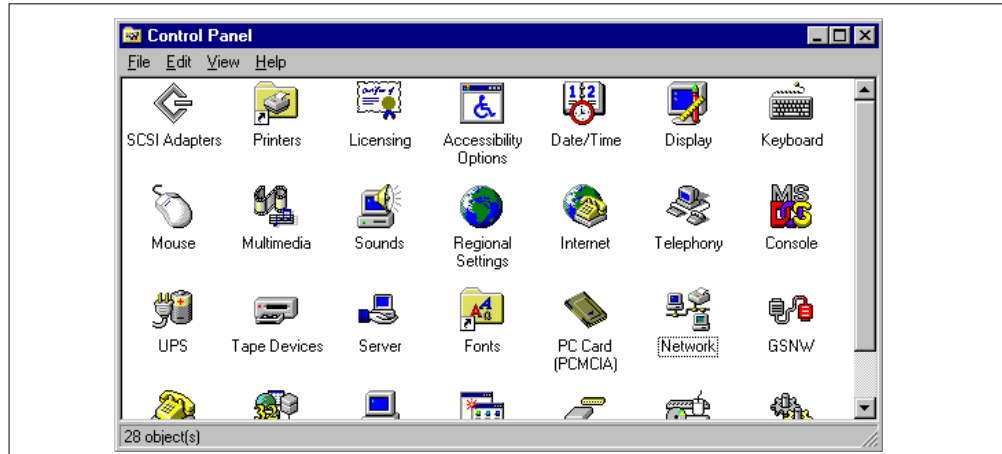 Control Panel
File Edit View Help
SCSI Adapters Printers Licensing Accessibility Options Date/Time Display Keyboard
Mouse Multimedia Sounds Regional Settings Internet Telephony Console
UPS Tape Devices Server Fonts PC Card (PCMCIA) Network GSNW
28 object(s)